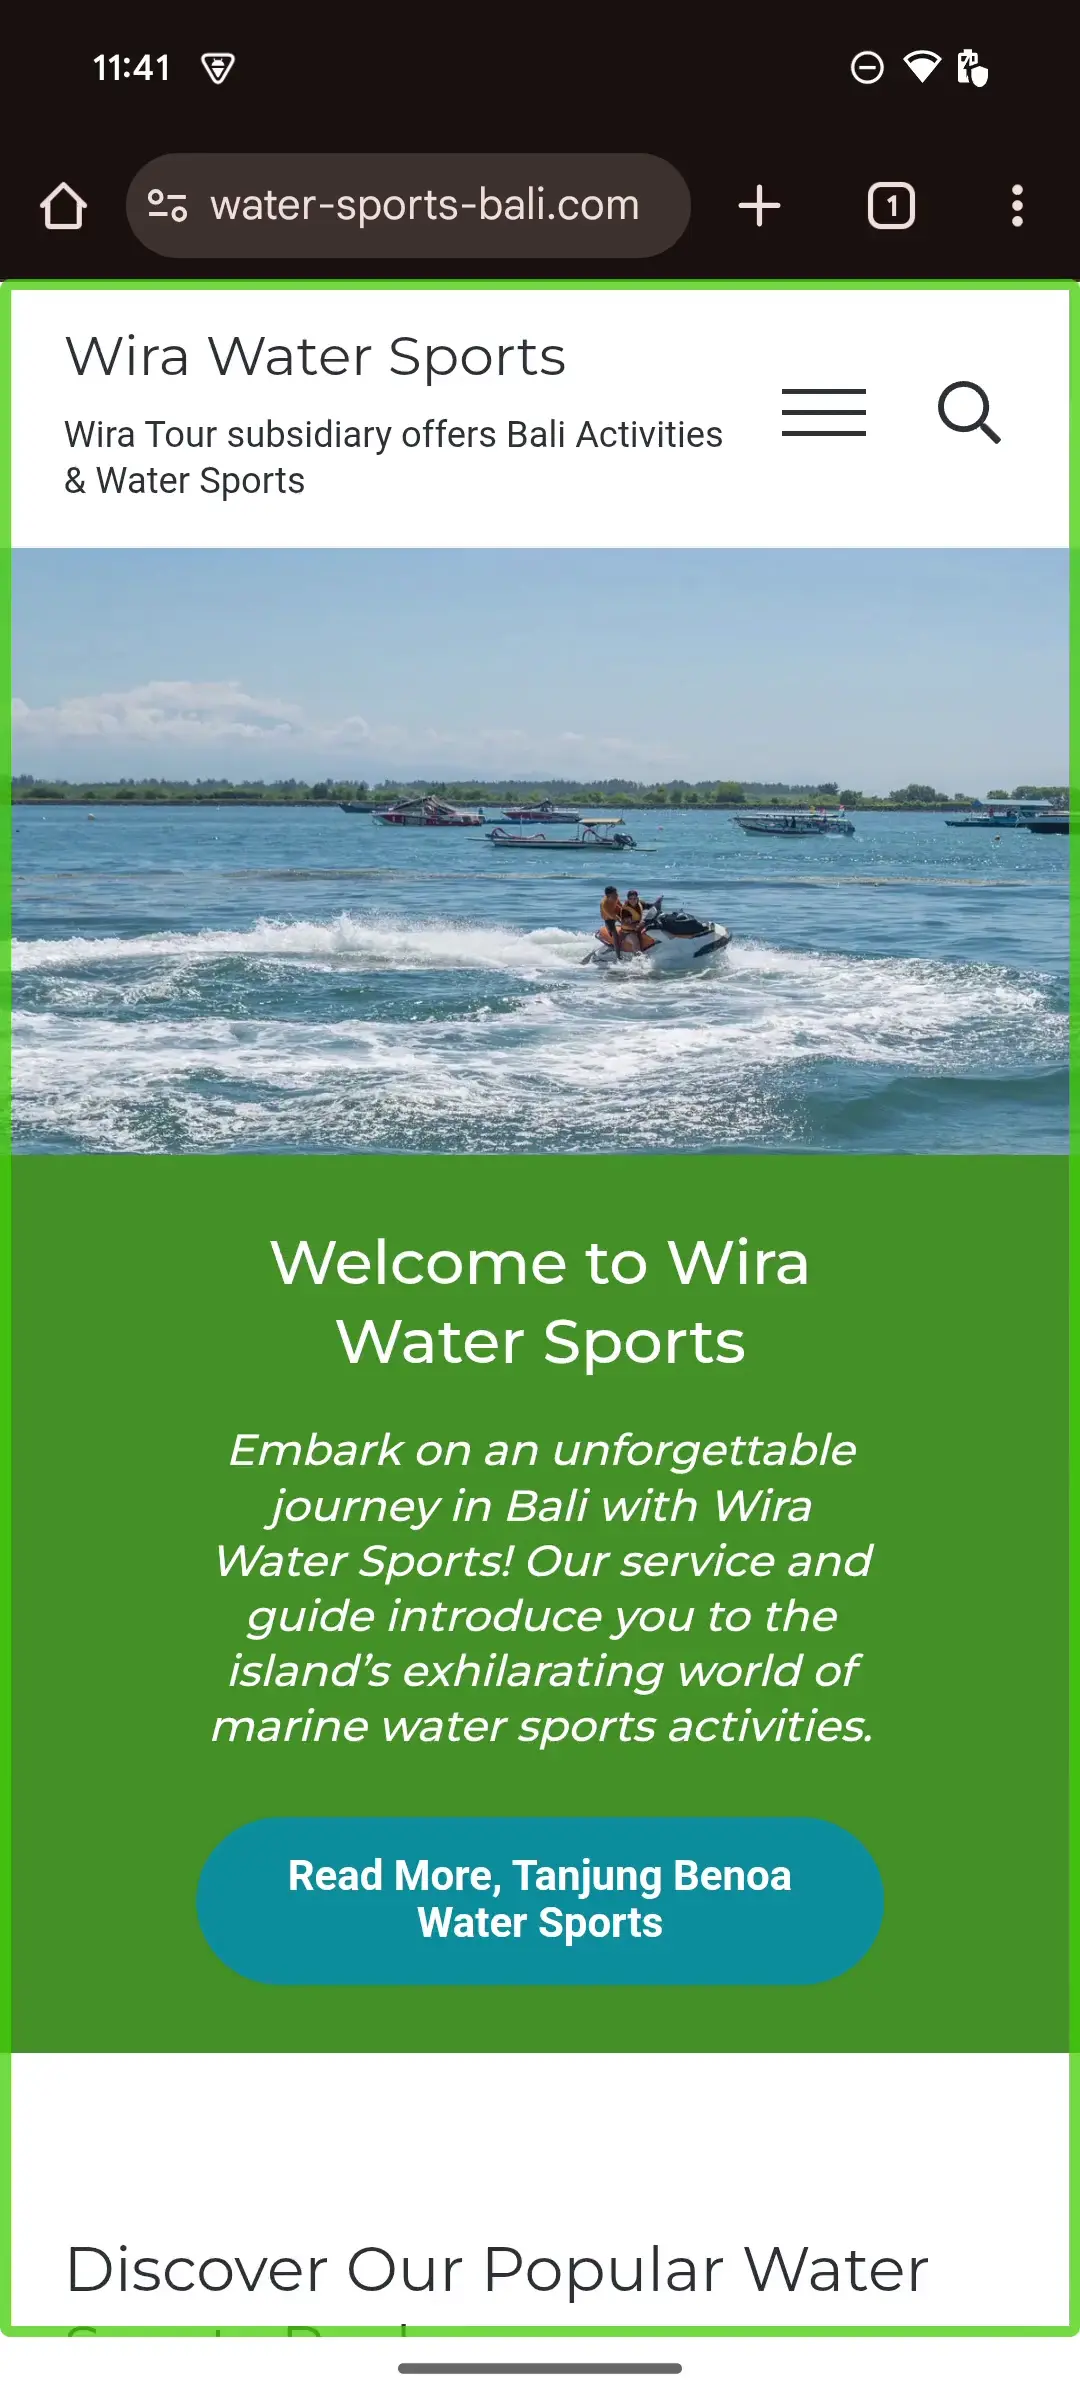 11:41
water-sports-bali.com
1
Wira Water Sports
Wira Tour subsidiary offers Bali Activities
& Water Sports
Welcome to Wira
Water Sports
Embark on an unforgettable
journey in Bali with Wira
Water Sports! Our service and
guide introduce you to the
island’s exhilarating world of
marine water sports activities.
Read More, Tanjung Benoa
Water Sports
Discover Our Popular Water